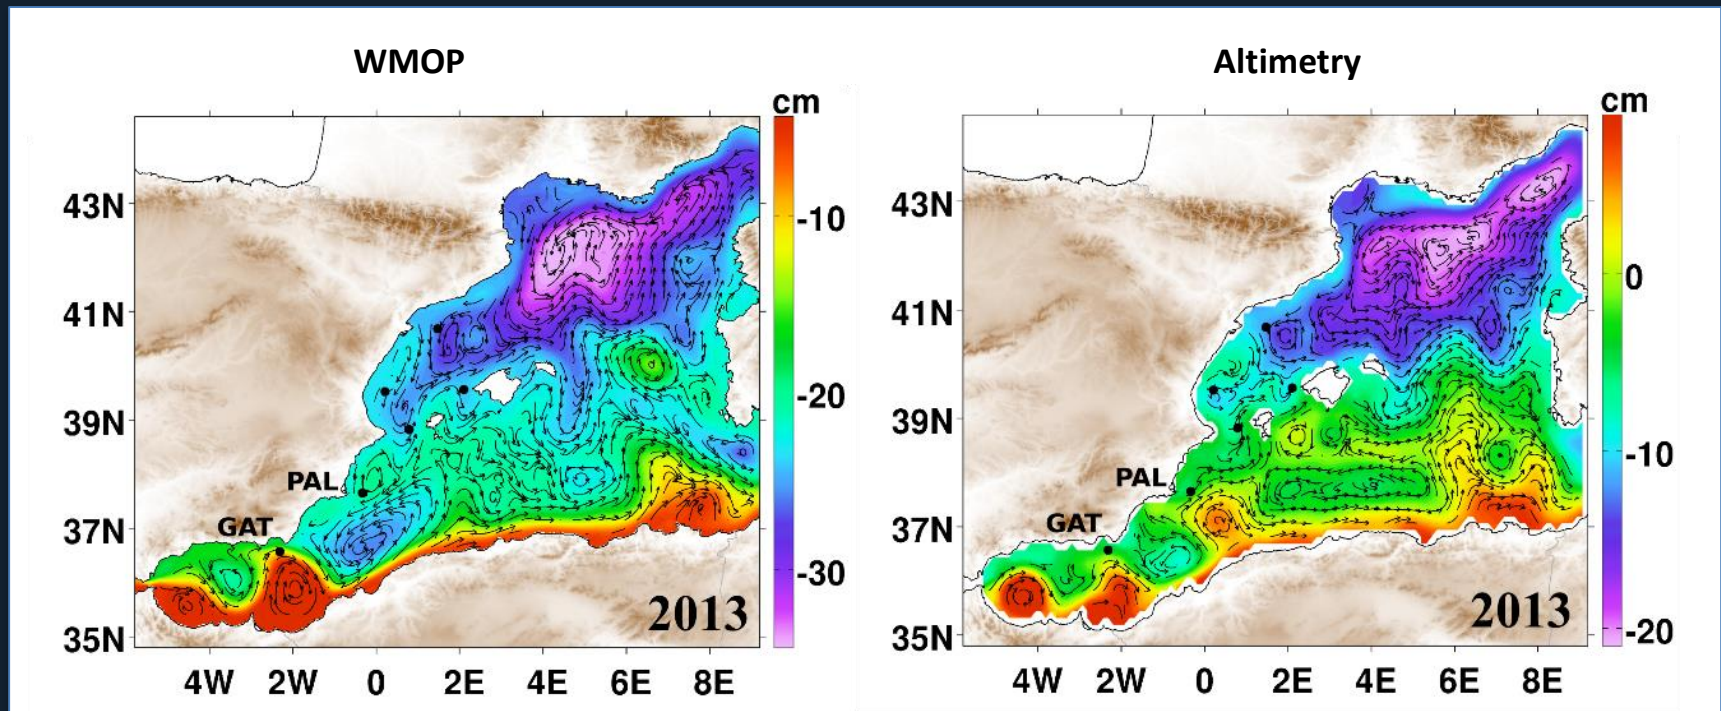 WMOP
Altimetry
cm
43N
41N
39N
37N
35N
-10
-20
-30
PAL
GAT
2013
4W 2W 0 2E 4E 6E 8E
cm
43N
41N
39N
37N
35N
0
-10
-20
PAL
GAT
2013
4W 2W 0 2E 4E 6E 8E